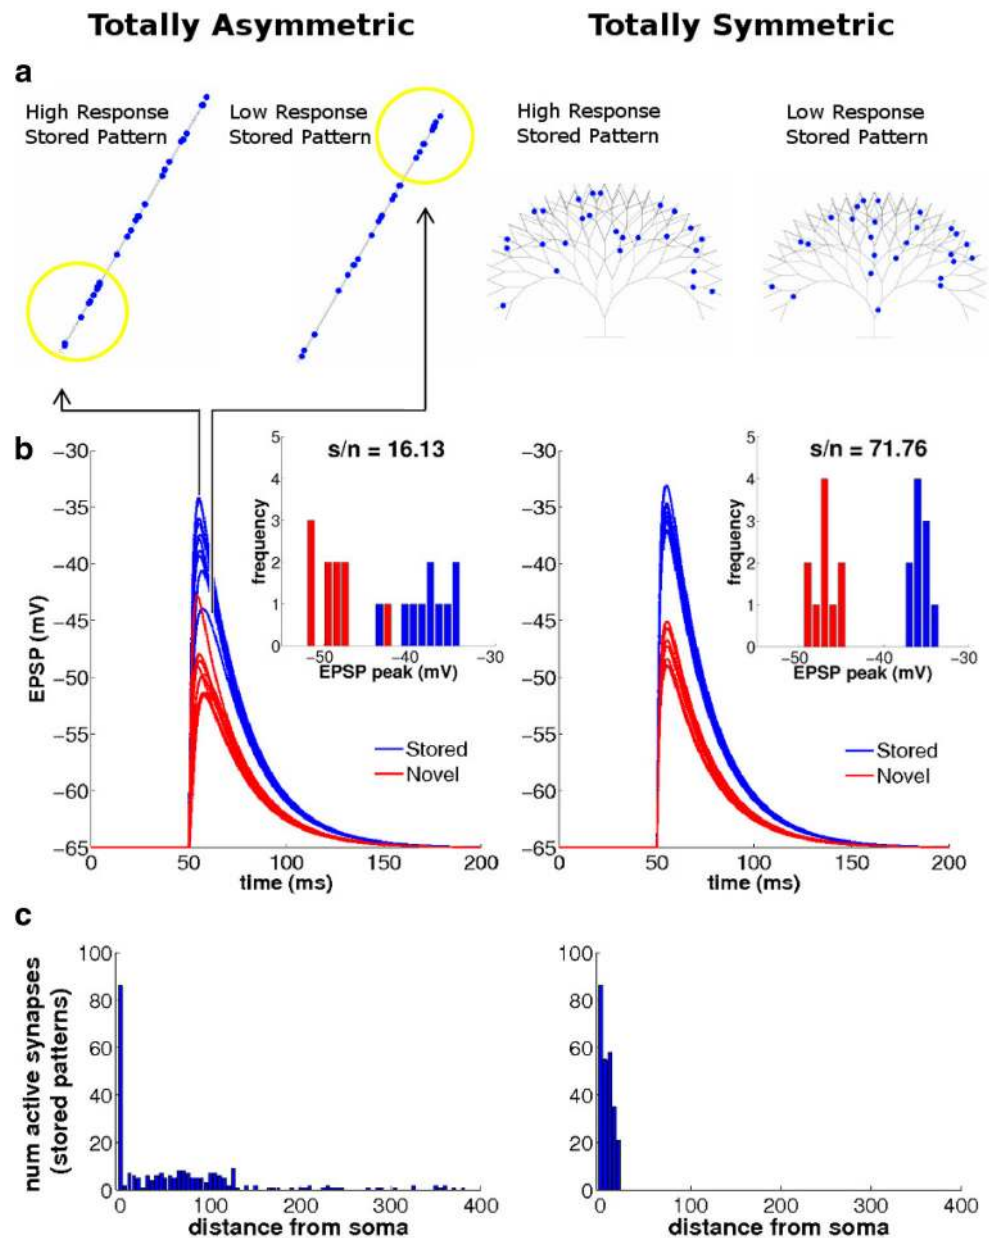 Totally Asymmetric
Totally Symmetric
a
High Response
Stored Pattern
Low Response
Stored Pattern
High Response
Stored Pattern
Low Response
Stored Pattern
b
−30
−35
−40
−45
−50
−55
−60
−65
EPSP (mV)
0
50
100
150
200
time (ms)
s/n = 16.13
5
4
3
2
1
0
frequency
−50
−40
−30
EPSP peak (mV)
Stored
Novel
−30
−35
−40
−45
−50
−55
−60
−65
0
50
100
150
200
time (ms)
s/n = 71.76
5
4
3
2
1
0
frequency
−50
−40
−30
EPSP peak (mV)
Stored
Novel
c
num active synapses
(stored patterns)
100
80
60
40
20
0
0
100
200
300
400
distance from soma
100
80
60
40
20
0
0
100
200
300
400
distance from soma